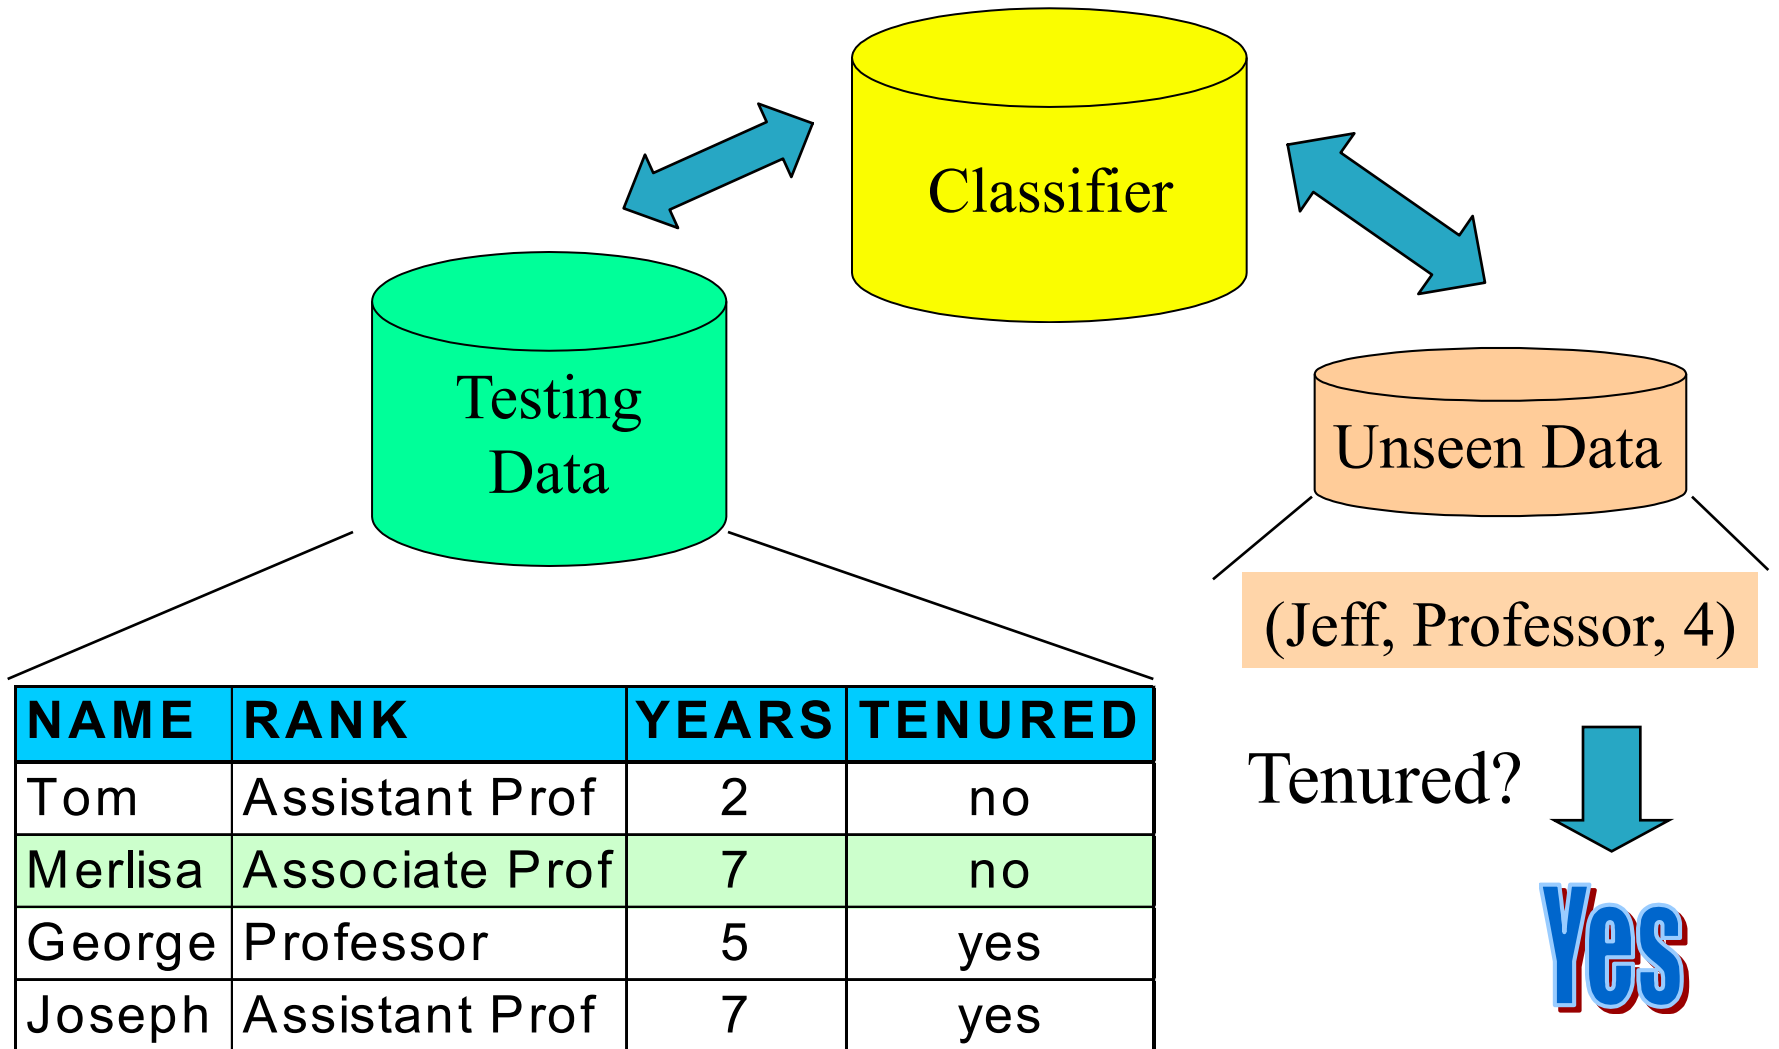 Classifier
Testing
Data
Unseen Data
(Jeff, Professor, 4)
NAME RANK YEARS TENURED
Tom Assistant Prof 2 no
Merlisa Associate Prof 7 no
George Professor 5 yes
Joseph Assistant Prof 7 yes
Tenured?
Yes